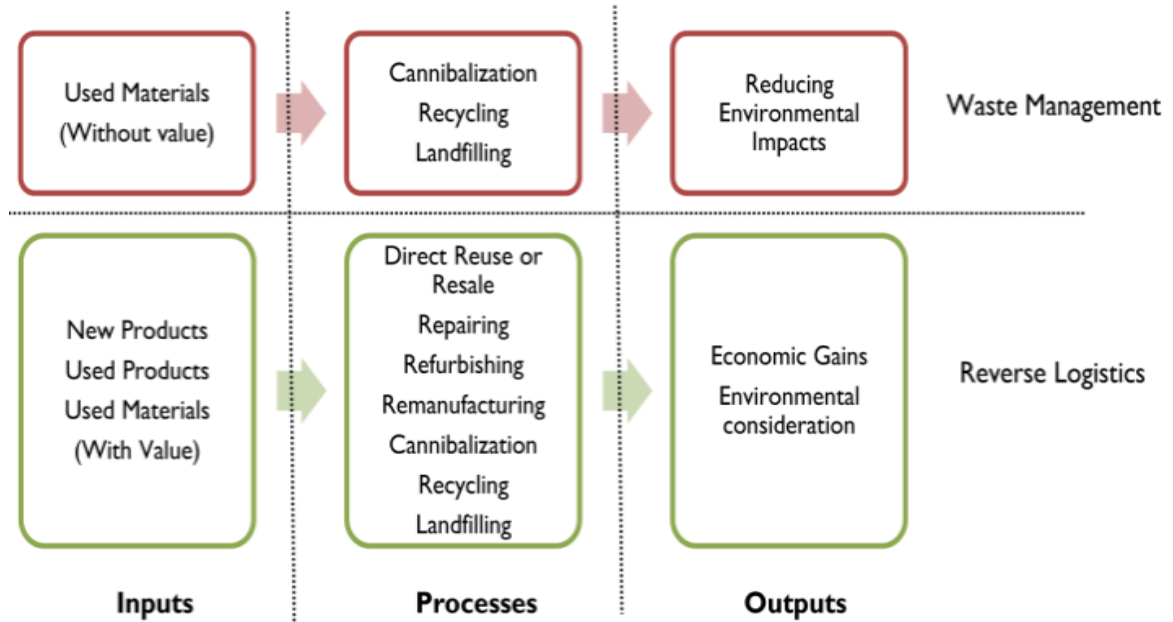 Used Materials
(Without value)
Cannibalization
Recycling
Landfilling
Reducing
Environmental
Impacts
Waste Management
New Products
Used Products
Used Materials
(With Value)
Direct Reuse or
Resale
Repairing
Refurbishing
Remanufacturing
Cannibalization
Recycling
Landfilling
Economic Gains
Environmental
consideration
Reverse Logistics
Inputs
Processes
Outputs